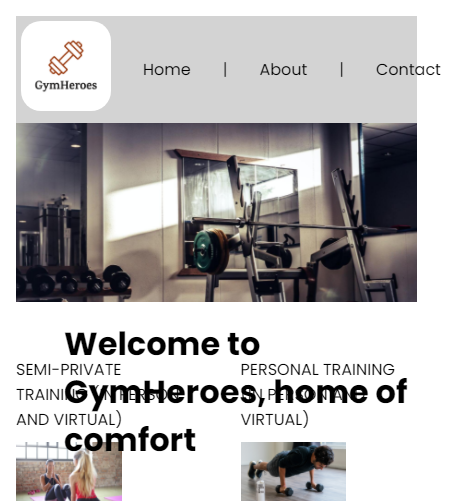 GymHeroes
Home | About | Contact
Welcome to
GymHeroes, home of
comfort
SEMI-PRIVATE
TRAINING (IN PERSON
AND VIRTUAL)
PERSONAL TRAINING
(IN PERSON AND
VIRTUAL)